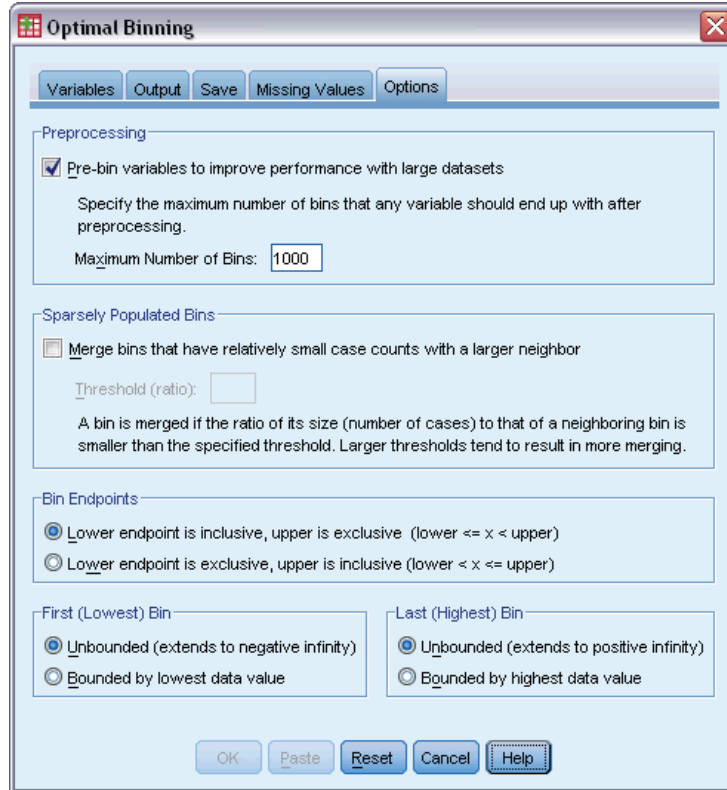 Optimal Binning
Variables Output Save Missing Values Options
Preprocessing
Pre-bin variables to improve performance with large datasets
Specify the maximum number of bins that any variable should end up with after
preprocessing.
Maximum Number of Bins: 1000
Sparsely Populated Bins
Merge bins that have relatively small case counts with a larger neighbor
Threshold (ratio):
A bin is merged if the ratio of its size (number of cases) to that of a neighboring bin is
smaller than the specified threshold. Larger thresholds tend to result in more merging.
Bin Endpoints
Lower endpoint is inclusive, upper is exclusive (lower <= x < upper)
Lower endpoint is exclusive, upper is inclusive (lower < x <= upper)
First (Lowest) Bin
Unbounded (extends to negative infinity)
Bounded by lowest data value
Last (Highest) Bin
Unbounded (extends to positive infinity)
Bounded by highest data value
OK Paste Reset Cancel Help